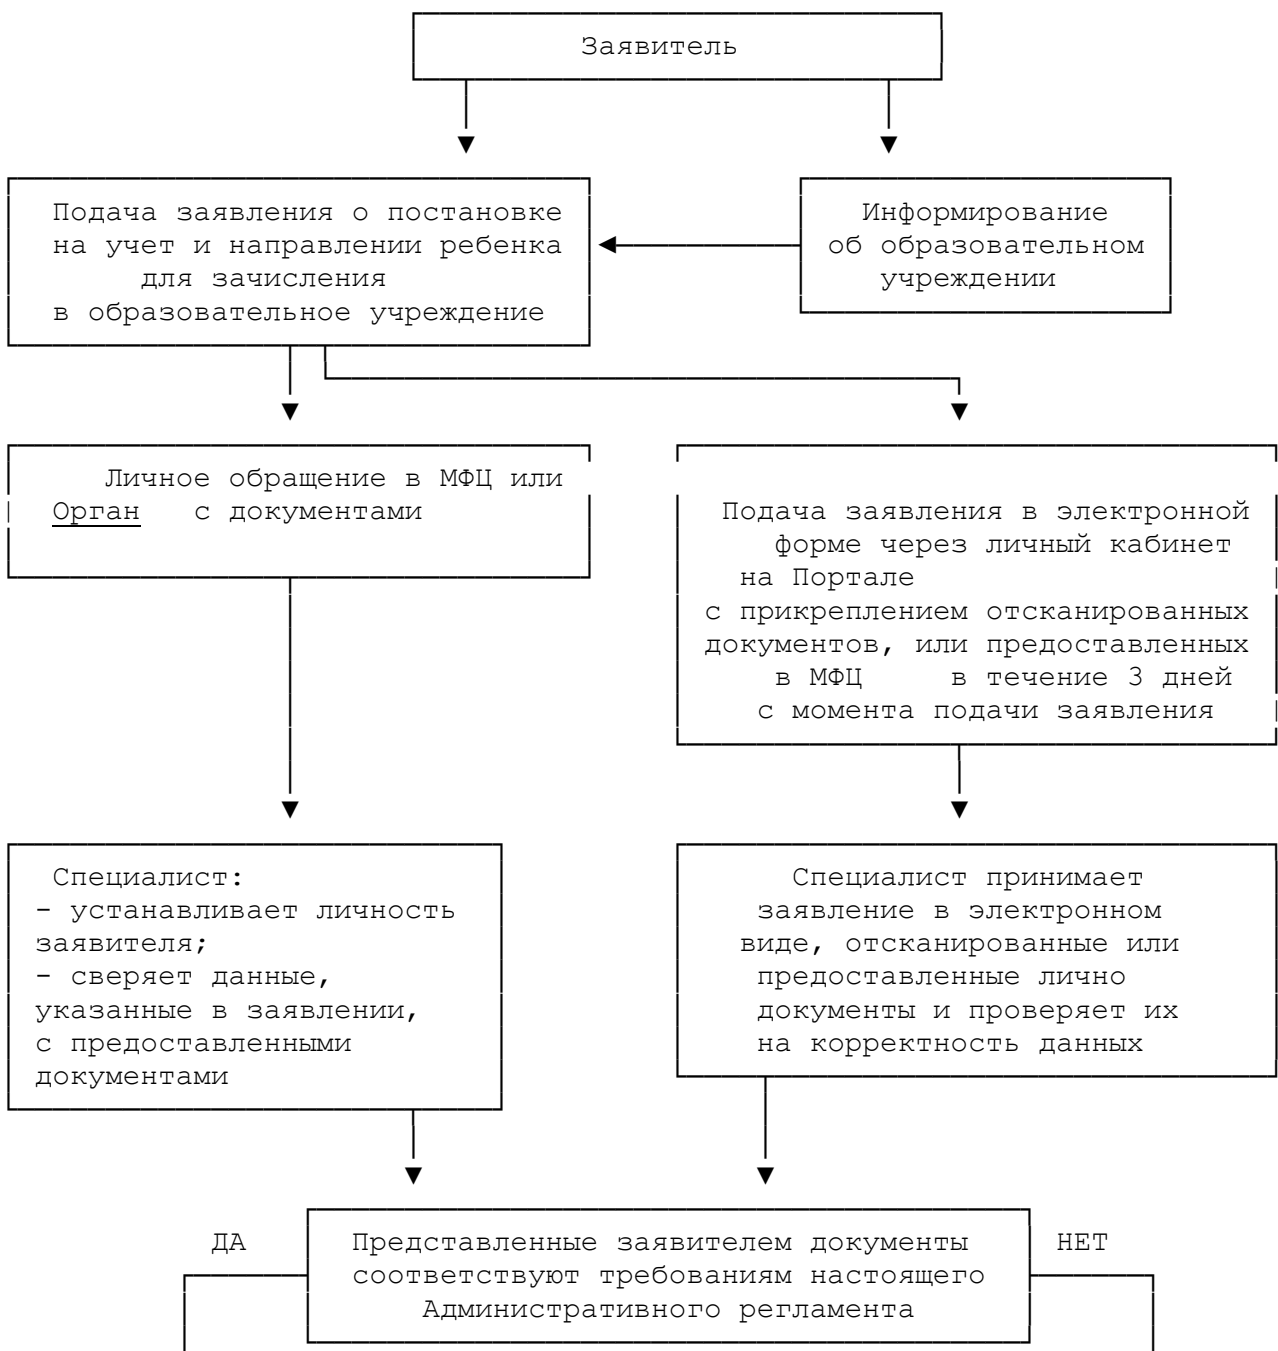 Заявитель
Подача заявления о постановке
на учет и направлении ребенка
для зачисления
в образовательное учреждение
Информирование
об образовательном
учреждении
Личное обращение в МФЦ или
Орган с документами
Подача заявления в электронной
форме через личный кабинет
на Портале
с прикреплением отсканированных
документов, или предоставленных
в МФЦ в течение 3 дней
с момента подачи заявления
Специалист:
- устанавливает личность
заявителя;
- сверяет данные,
указанные в заявлении,
с предоставленными
документами
Специалист принимает
заявление в электронном
виде, отсканированные или
предоставленные лично
документы и проверяет их
на корректность данных
ДА
Представленные заявителем документы
соответствуют требованиям настоящего
Административного регламента
НЕТ